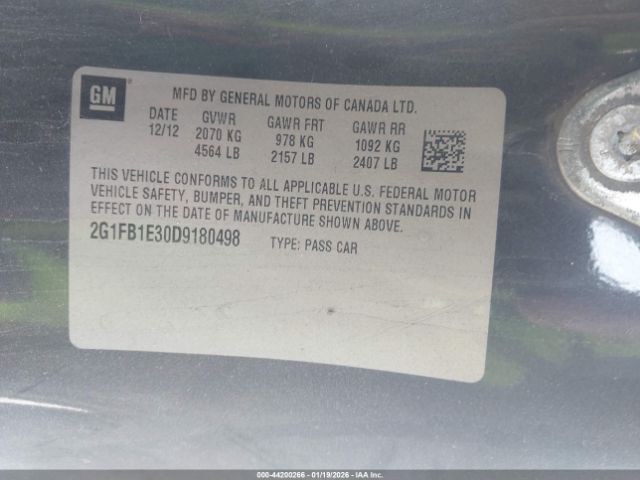 GM ®
MFD BY GENERAL MOTORS OF CANADA LTD.
DATE GVWR GAWR FRT GAWR RR
12/12 2070 KG 978 KG 1092 KG
4564 LB 2157 LB 2407 LB
THIS VEHICLE CONFORMS TO ALL APPLICABLE U.S. FEDERAL MOTOR
VEHICLE SAFETY, BUMPER, AND THEFT PREVENTION STANDARDS IN
EFFECT ON THE DATE OF MANUFACTURE SHOWN ABOVE.
2G1FB1E30D9180498 TYPE: PASS CAR
000-44200266 - 01/19/2026 - IAA Inc.